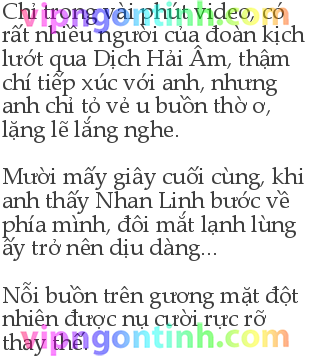 Chỉ trong vài phút video, có
rất nhiều người của đoàn kịch
lướt qua Dịch Hải Âm, thậm
chí tiếp xúc với anh, nhưng
anh chỉ tỏ vẻ u buồn thờ ơ,
lặng lẽ lắng nghe.
Mười mấy giây cuối cùng, khi
anh thấy Nhan Linh bước về
phía mình, đôi mắt lạnh lùng
ấy trở nên dịu dàng...
Nỗi buồn trên gương mặt đột
nhiên được nụ cười rực rỡ
thay thế.
vipngontinh.com
vipngontinh.com